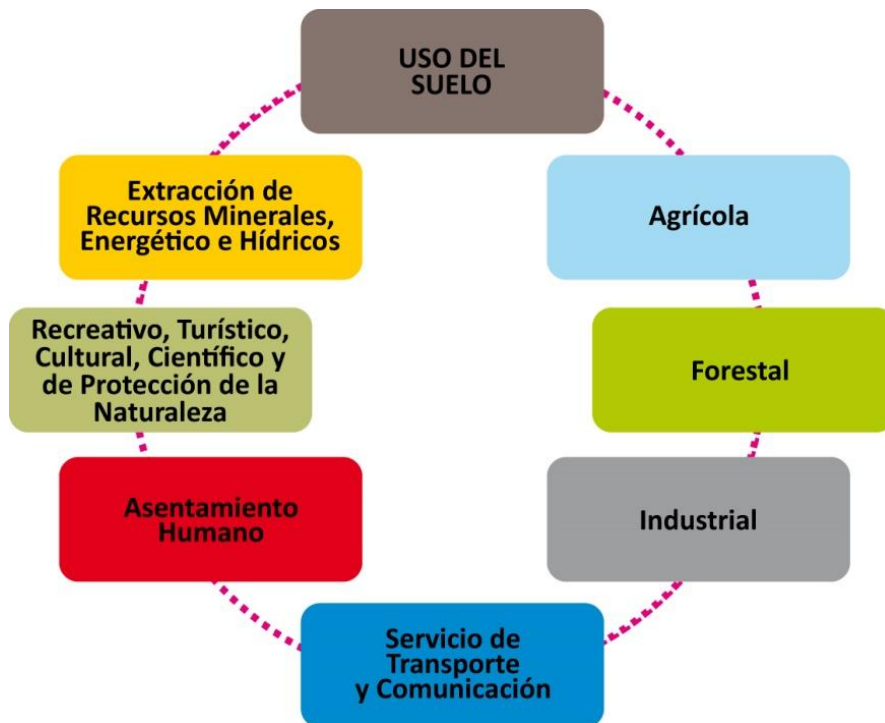 USO DEL
SUELO
Agrícola
Forestal
Industrial
Servicio de
Transporte
y Comunicación
Asentamiento
Humano
Recreativo, Turístico,
Cultural, Científico y
de Protección de la
Naturaleza
Extracción de
Recursos Minerales,
Energético e Hídricos